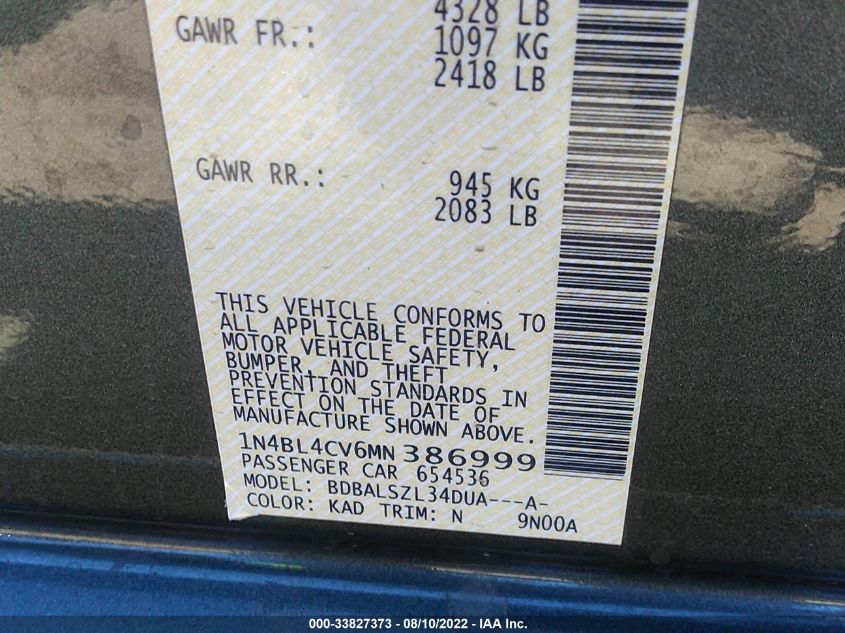 4328 LB
GAWR FR.: 1097 KG
2418 LB
GAWR RR.: 945 KG
2083 LB
THIS VEHICLE CONFORMS TO
ALL APPLICABLE FEDERAL
MOTOR VEHICLE SAFETY,
BUMPER, AND THEFT
PREVENTION STANDARDS IN
EFFECT ON THE DATE OF
MANUFACTURE SHOWN ABOVE.
1N4BL4CV6MN386999
PASSENGER CAR 654536
MODEL: BDBALSZL34DUA---A-
COLOR: KAD TRIM: N 9N00A
000-33827373 - 08/10/2022 - IAA Inc.